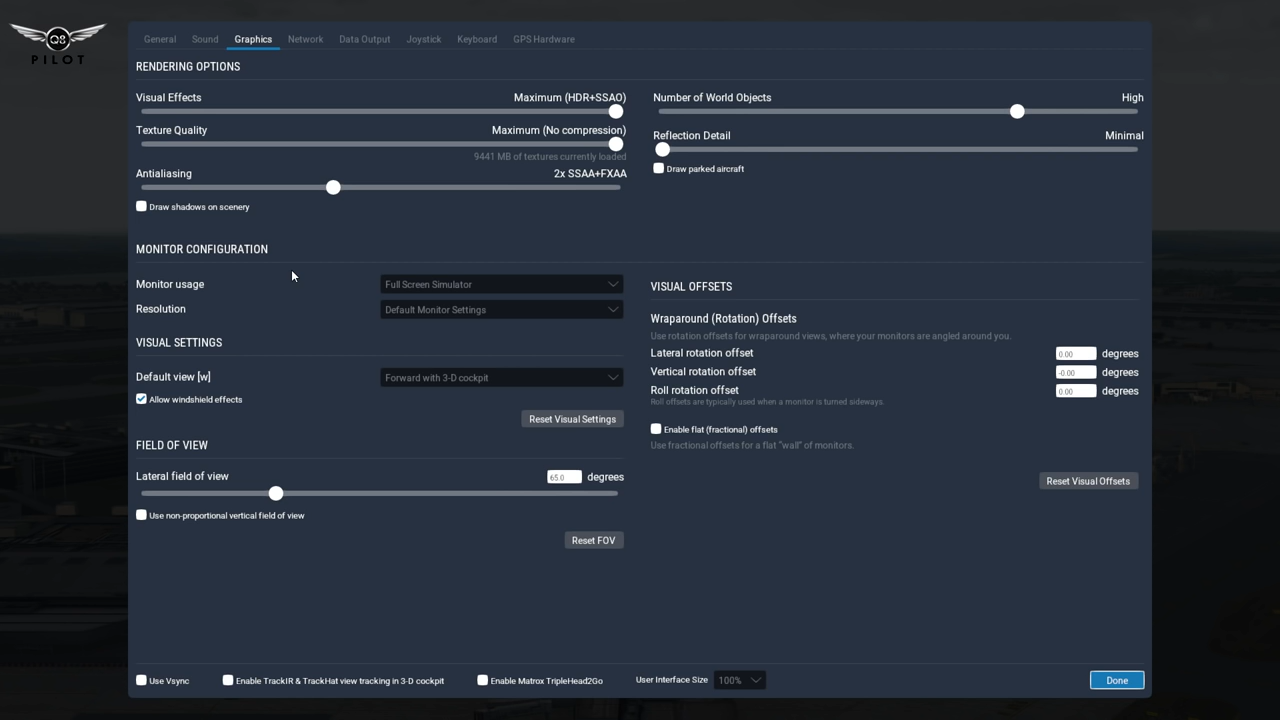 Q8
PILOT
General Sound Graphics Network Data Output Joystick Keyboard GPS Hardware
RENDERING OPTIONS
Visual Effects Maximum (HDR+SSAO)
Texture Quality Maximum (No compression)
9441 MB of textures currently loaded
Antialiasing 2x SSAA+FXAA
Draw shadows on scenery
Number of World Objects High
Reflection Detail Minimal
Draw parked aircraft
MONITOR CONFIGURATION
Monitor usage Full Screen Simulator
Resolution Default Monitor Settings
VISUAL SETTINGS
Default view [w] Forward with 3-D cockpit
Allow windshield effects
Reset Visual Settings
FIELD OF VIEW
Lateral field of view 65.0 degrees
Use non-proportional vertical field of view
Reset FOV
VISUAL OFFSETS
Wraparound (Rotation) Offsets
Use rotation offsets for wraparound views, where your monitors are angled around you.
Lateral rotation offset 0.00 degrees
Vertical rotation offset -0.00 degrees
Roll rotation offset 0.00 degrees
Roll offsets are typically used when a monitor is turned sideways.
Enable flat (fractional) offsets
Use fractional offsets for a flat "wall" of monitors.
Reset Visual Offsets
Use Vsync Enable TrackIR & TrackHat view tracking in 3-D cockpit Enable Matrox TripleHead2Go User Interface Size 100% Done